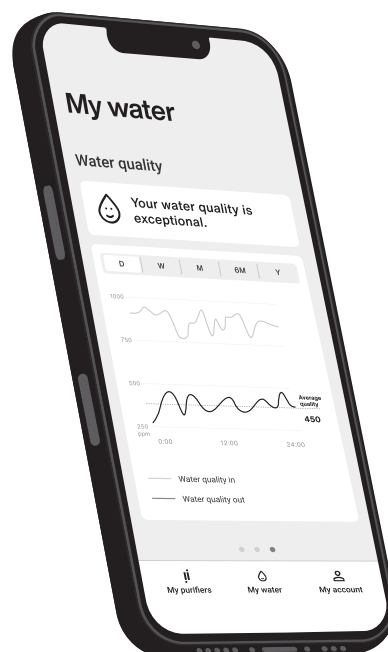 My water
Water quality
Your water quality is
exceptional.
D W M 6M Y
1000
750
500
Average
quality
450
250
ppm
0:00 12:00 24:00
Water quality in
Water quality out
My purifiers My water My account